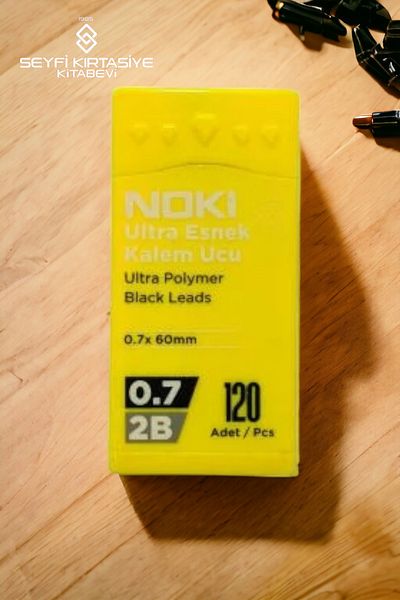 1985
SEYFİ KIRTASİYE
KİTABEVİ
NOKI
Ultra Esnek
Kalem Ucu
Ultra Polymer
Black Leads
0.7x 60mm
0.7
2B
120
Adet / Pcs